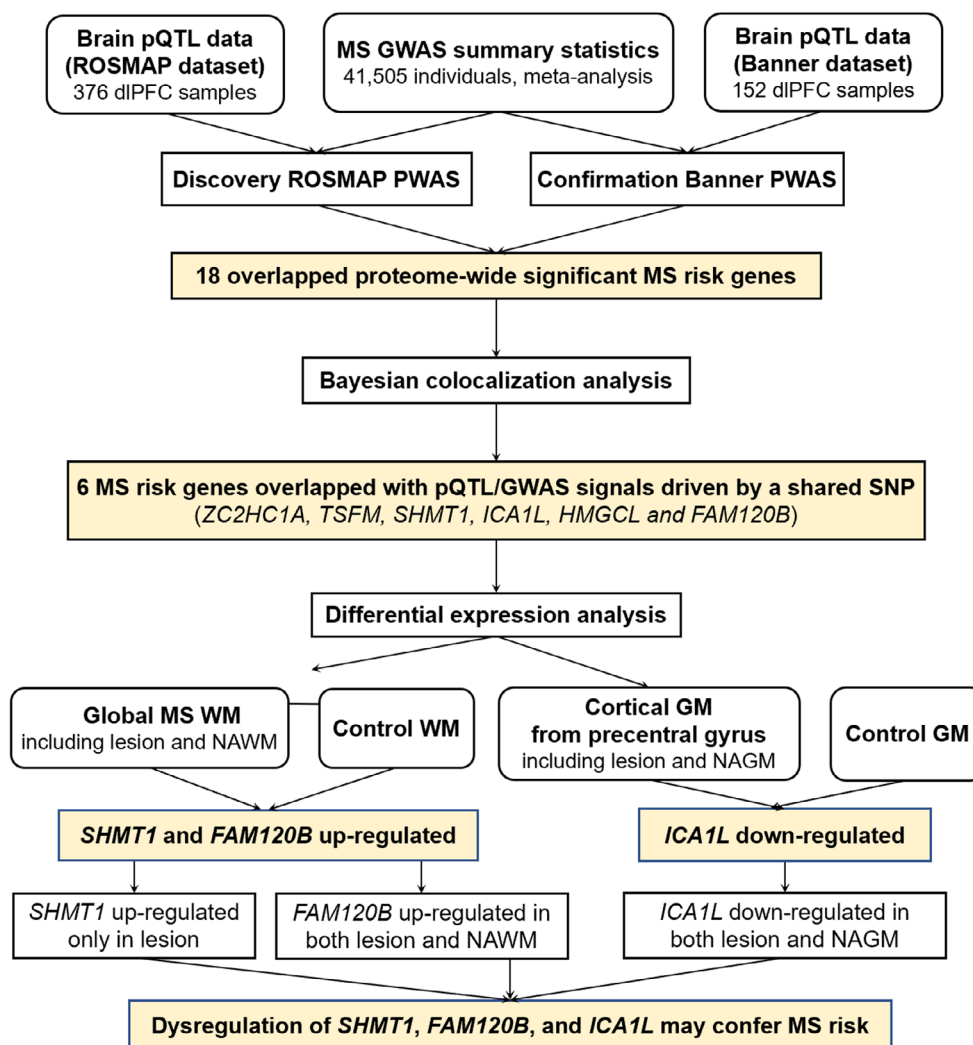 Brain pQTL data
(ROSMAP dataset)
376 dlPFC samples
MS GWAS summary statistics
41,505 individuals, meta-analysis
Brain pQTL data
(Banner dataset)
152 dlPFC samples
Discovery ROSMAP PWAS
Confirmation Banner PWAS
18 overlapped proteome-wide significant MS risk genes
Bayesian colocalization analysis
6 MS risk genes overlapped with pQTL/GWAS signals driven by a shared SNP
(ZC2HC1A, TSFM, SHMT1, ICA1L, HMGCL and FAM120B)
Differential expression analysis
Global MS WM
including lesion and NAWM
Control WM
Cortical GM
from precentral gyrus
including lesion and NAGM
Control GM
SHMT1 and FAM120B up-regulated
ICA1L down-regulated
SHMT1 up-regulated
only in lesion
FAM120B up-regulated in
both lesion and NAWM
ICA1L down-regulated in
both lesion and NAGM
Dysregulation of SHMT1, FAM120B, and ICA1L may confer MS risk